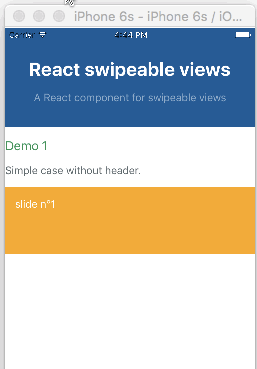 iPhone 6s - iPhone 6s / iO...
Carrier 4:44 PM
React swipeable views
A React component for swipeable views
Demo 1
Simple case without header.
slide n°1